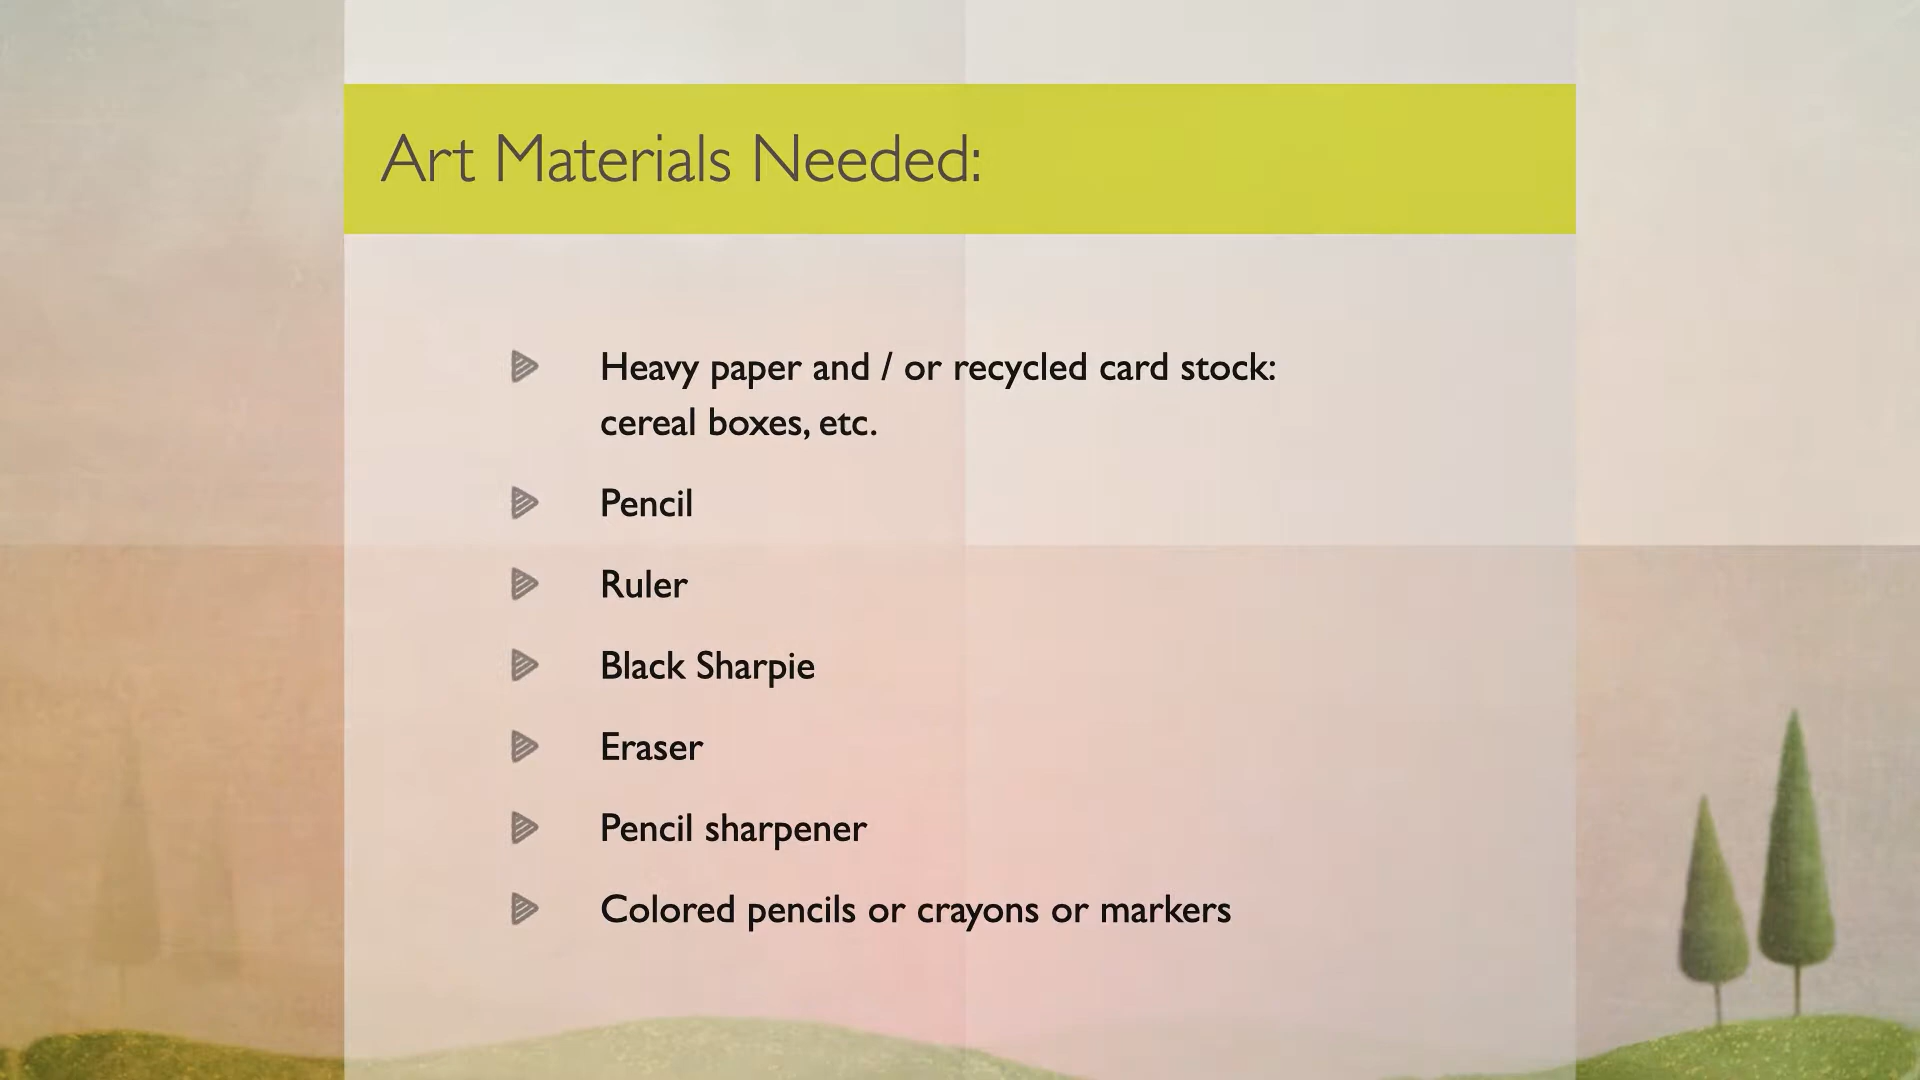 Art Materials Needed:
Heavy paper and / or recycled card stock:
cereal boxes, etc.
Pencil
Ruler
Black Sharpie
Eraser
Pencil sharpener
Colored pencils or crayons or markers